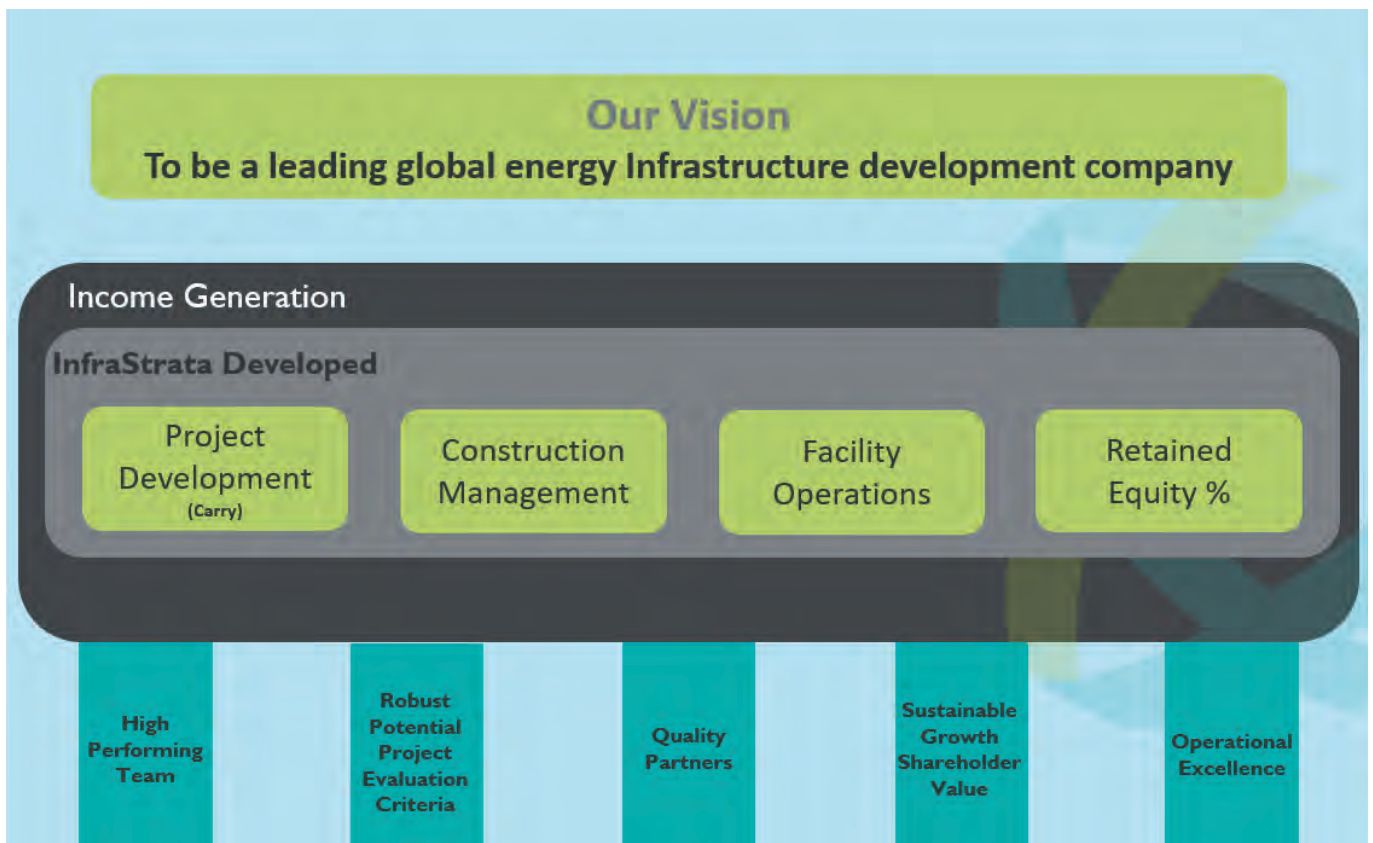 Our Vision
To be a leading global energy Infrastructure development company
Income Generation
InfraStrata Developed
Project
Development
(Carry)
Construction
Management
Facility
Operations
Retained
Equity %
High
Performing
Team
Robust
Potential
Project
Evaluation
Criteria
Quality
Partners
Sustainable
Growth
Shareholder
Value
Operational
Excellence